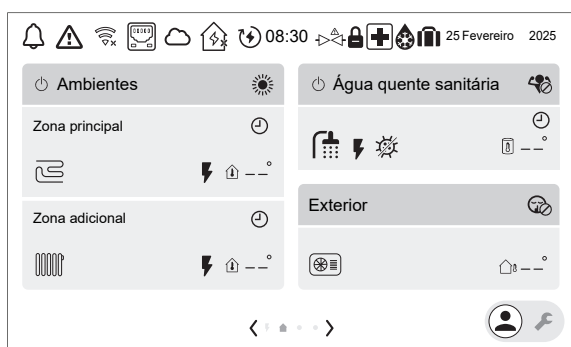 08:30 25 Fevereiro 2025
Ambientes
Zona principal
--°
Zona adicional
--°
Água quente sanitária
--°
Exterior
--°